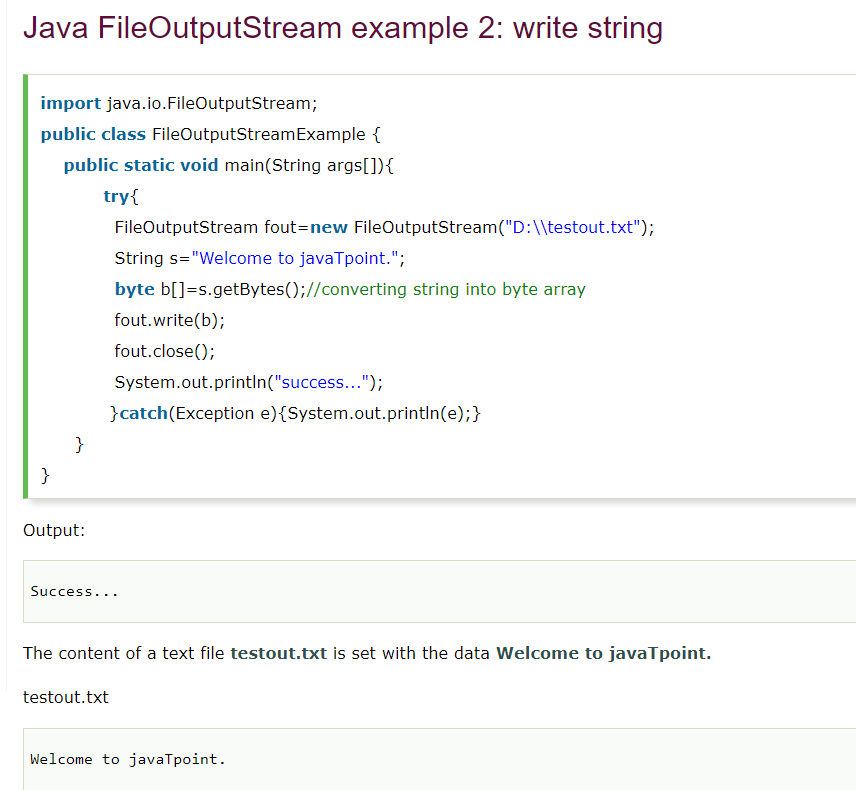 Java FileOutputStream example 2: write string
import java.io.FileOutputStream;
public class FileOutputStreamExample {
public static void main(String args[]){
try{
FileOutputStream fout=new FileOutputStream("D:\\testout.txt");
String s="Welcome to javaTpoint.";
byte b[]=s.getBytes();//converting string into byte array
fout.write(b);
fout.close();
System.out.println("success...");
}catch(Exception e){System.out.println(e);}
}
}
Output:
Success...
The content of a text file testout.txt is set with the data Welcome to javaTpoint.
testout.txt
Welcome to javaTpoint.